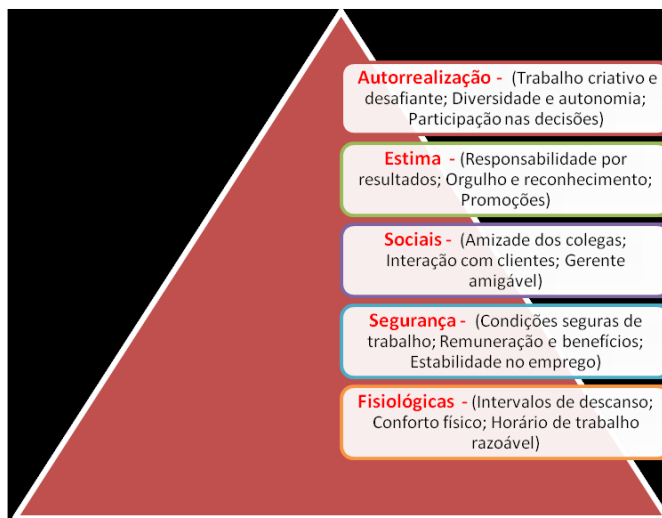 Autorrealização - (Trabalho criativo e
desafiante; Diversidade e autonomia;
Participação nas decisões)
Estima - (Responsabilidade por
resultados; Orgulho e reconhecimento;
Promoções)
Sociais - (Amizade dos colegas;
Interação com clientes; Gerente
amigável)
Segurança - (Condições seguras de
trabalho; Remuneração e benefícios;
Estabilidade no emprego)
Fisiológicas - (Intervalos de descanso;
Conforto físico; Horário de trabalho
razoável)